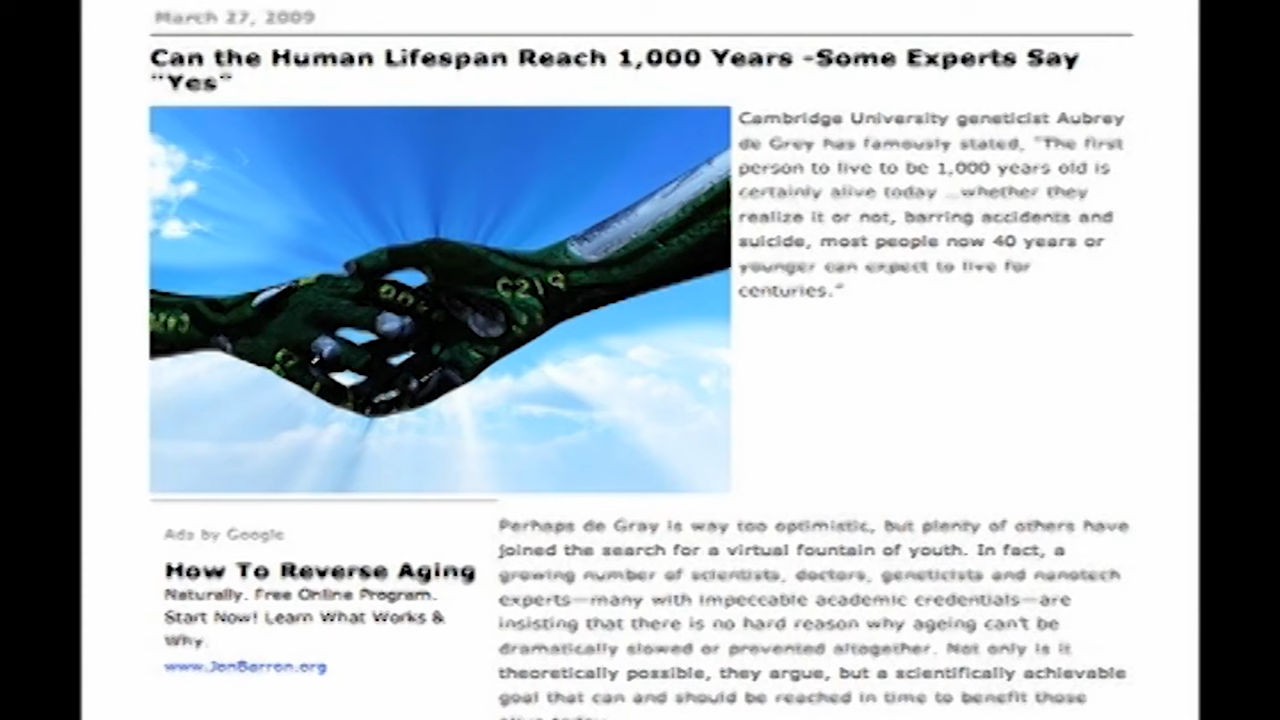 March 27, 2009
Can the Human Lifespan Reach 1,000 Years -Some Experts Say
"Yes"
Cambridge University geneticist Aubrey
de Grey has famously stated, "The first
person to live to be 1,000 years old is
certainly alive today ...whether they
realize it or not, barring accidents and
suicide, most people now 40 years or
younger can expect to live for
centuries."
Perhaps de Gray is way too optimistic, but plenty of others have
joined the search for a virtual fountain of youth. In fact, a
growing number of scientists, doctors, geneticists and nanotech
experts—many with impeccable academic credentials—are
insisting that there is no hard reason why ageing can't be
dramatically slowed or prevented altogether. Not only is it
theoretically possible, they argue, but a scientifically achievable
goal that can and should be reached in time to benefit those
alive today.
Ads by Google
How To Reverse Aging
Naturally. Free Online Program.
Start Now! Learn What Works &
Why.
www.JonBarron.org